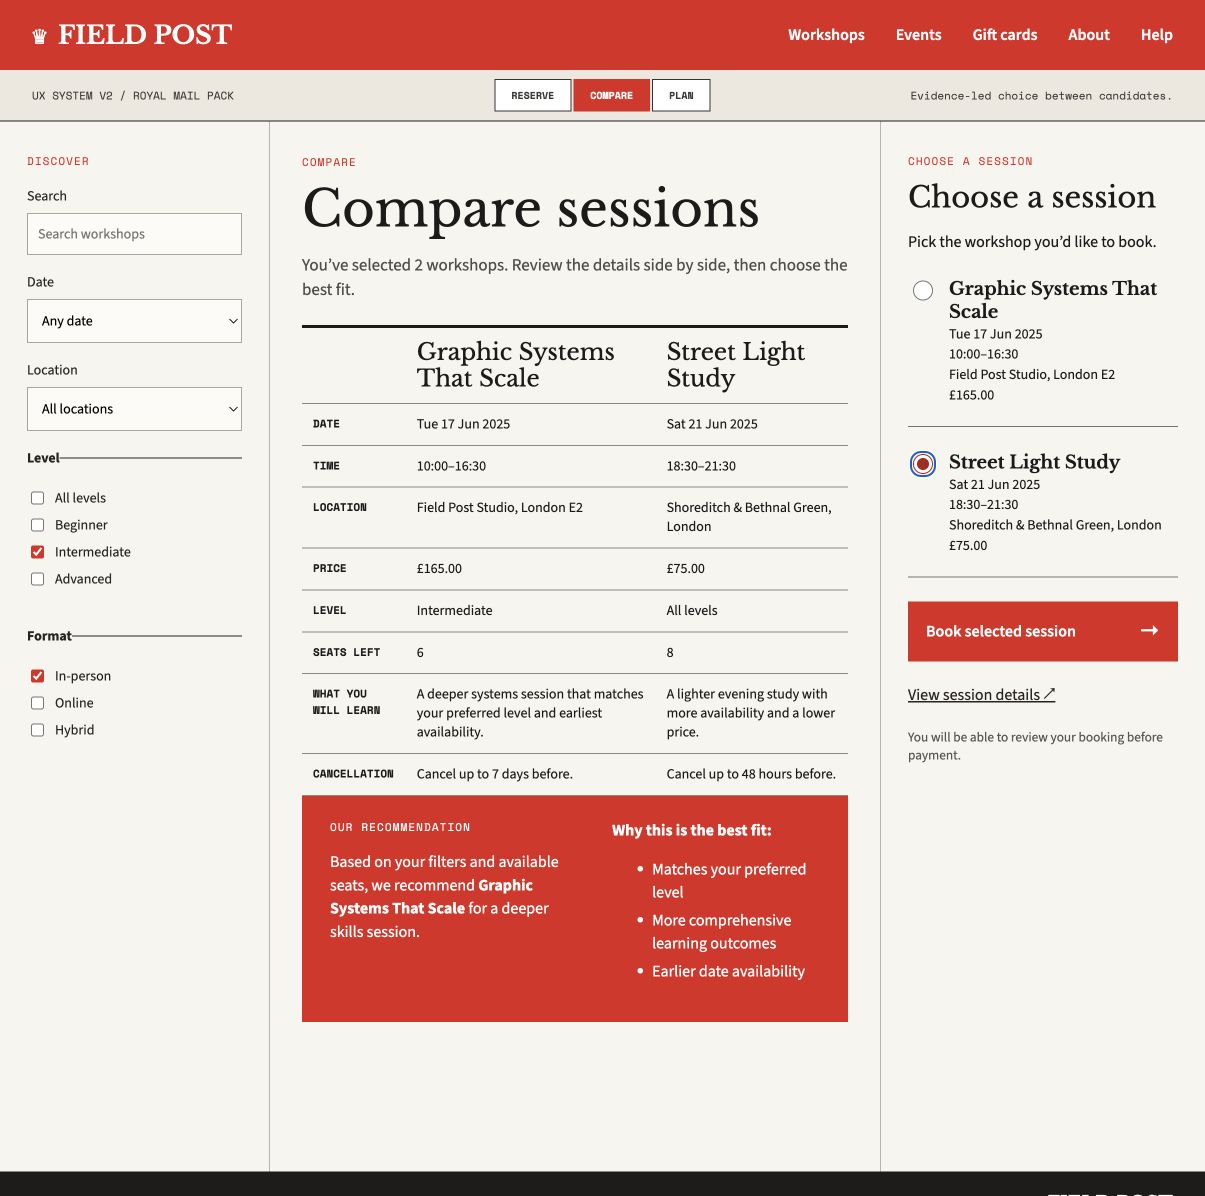 ♛ FIELD POST
Workshops Events Gift cards About Help
UX SYSTEM V2 / ROYAL MAIL PACK
RESERVE COMPARE PLAN
Evidence-led choice between candidates.
DISCOVER
Search
Search workshops
Date
Any date
Location
All locations
Level
All levels
Beginner
Intermediate
Advanced
Format
In-person
Online
Hybrid
COMPARE
Compare sessions
You’ve selected 2 workshops. Review the details side by side, then choose the
best fit.
Graphic Systems That Scale Street Light Study
DATE Tue 17 Jun 2025 Sat 21 Jun 2025
TIME 10:00–16:30 18:30–21:30
LOCATION Field Post Studio, London E2 Shoreditch & Bethnal Green, London
PRICE £165.00 £75.00
LEVEL Intermediate All levels
SEATS LEFT 6 8
WHAT YOU WILL LEARN A deeper systems session that matches your preferred level and earliest availability. A lighter evening study with more availability and a lower price.
CANCELLATION Cancel up to 7 days before. Cancel up to 48 hours before.
OUR RECOMMENDATION
Based on your filters and available
seats, we recommend Graphic
Systems That Scale for a deeper
skills session.
Why this is the best fit:
• Matches your preferred
level
• More comprehensive
learning outcomes
• Earlier date availability
CHOOSE A SESSION
Choose a session
Pick the workshop you’d like to book.
Graphic Systems That
Scale
Tue 17 Jun 2025
10:00–16:30
Field Post Studio, London E2
£165.00
Street Light Study
Sat 21 Jun 2025
18:30–21:30
Shoreditch & Bethnal Green, London
£75.00
Book selected session →
View session details ↗
You will be able to review your booking before
payment.